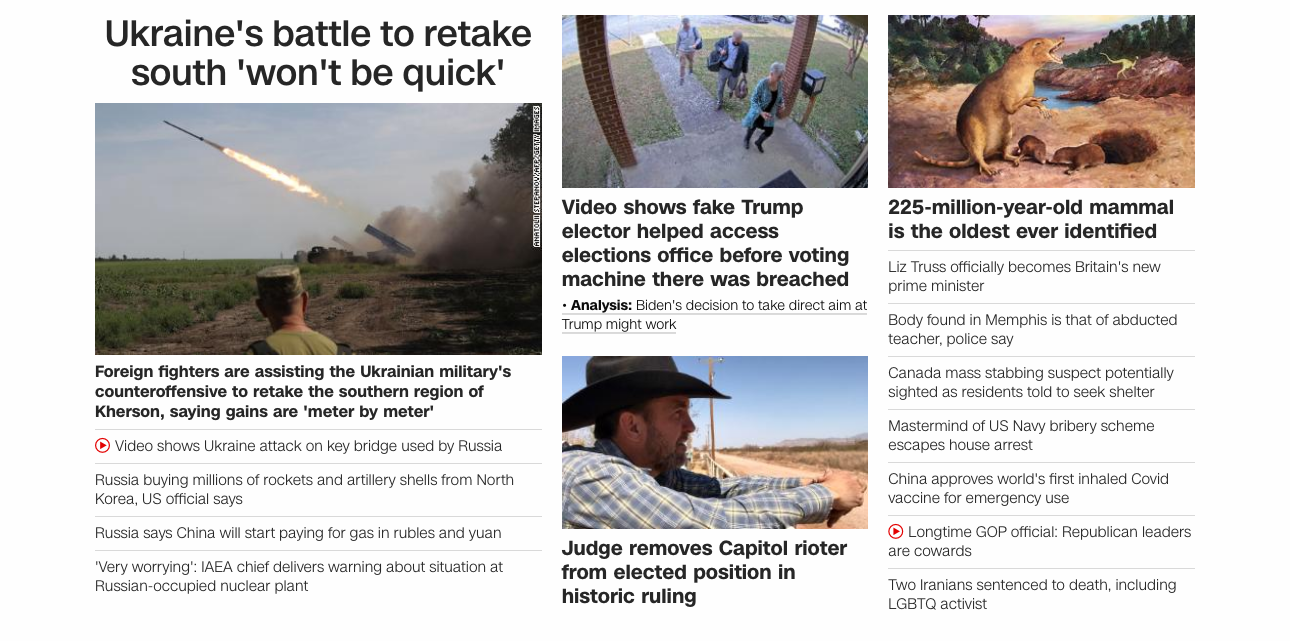 Ukraine's battle to retake
south 'won't be quick'
ANATOLII STEPANOV/AFP/GETTY IMAGES
Foreign fighters are assisting the Ukrainian military's
counteroffensive to retake the southern region of
Kherson, saying gains are 'meter by meter'
Video shows Ukraine attack on key bridge used by Russia
Russia buying millions of rockets and artillery shells from North
Korea, US official says
Russia says China will start paying for gas in rubles and yuan
'Very worrying': IAEA chief delivers warning about situation at
Russian-occupied nuclear plant
Video shows fake Trump
elector helped access
elections office before voting
machine there was breached
• Analysis: Biden's decision to take direct aim at
Trump might work
Judge removes Capitol rioter
from elected position in
historic ruling
225-million-year-old mammal
is the oldest ever identified
Liz Truss officially becomes Britain's new
prime minister
Body found in Memphis is that of abducted
teacher, police say
Canada mass stabbing suspect potentially
sighted as residents told to seek shelter
Mastermind of US Navy bribery scheme
escapes house arrest
China approves world's first inhaled Covid
vaccine for emergency use
Longtime GOP official: Republican leaders
are cowards
Two Iranians sentenced to death, including
LGBTQ activist